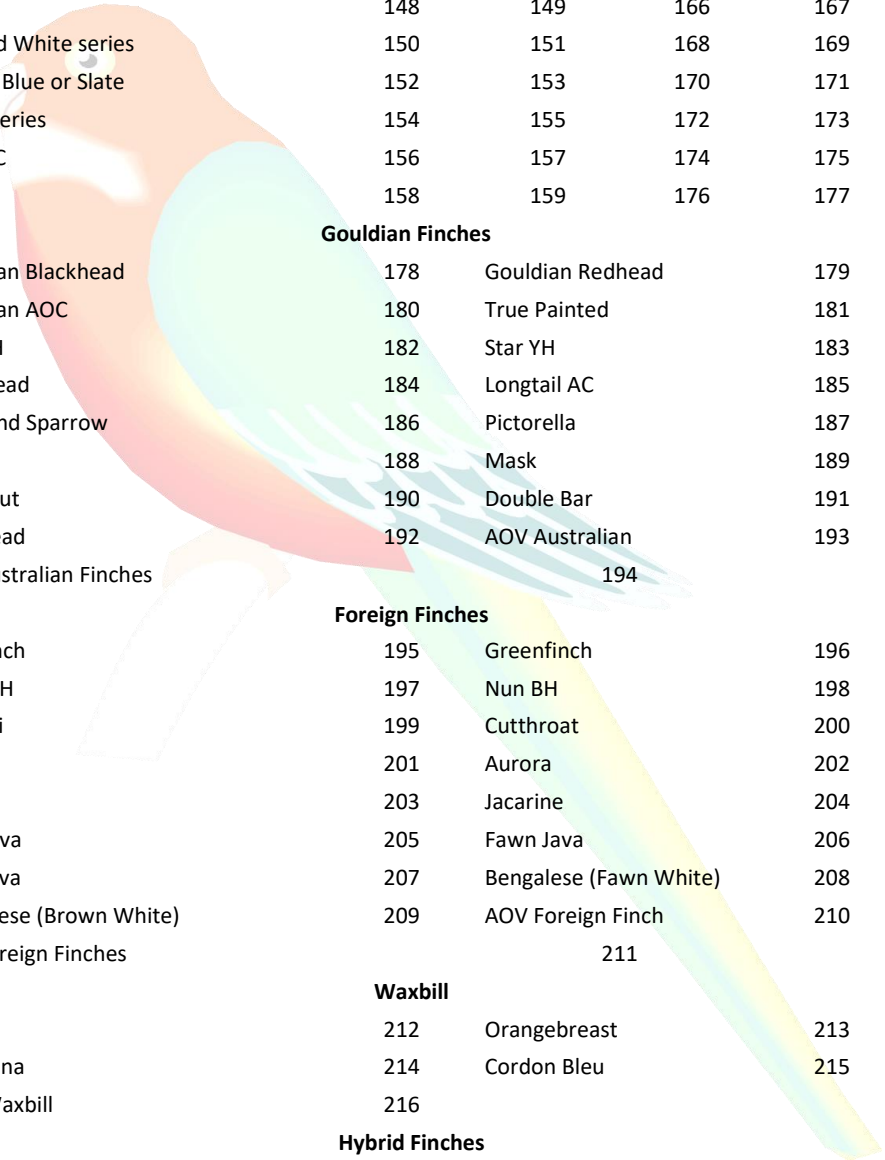 148 149 166 167
d White series 150 151 168 169
Blue or Slate 152 153 170 171
eries 154 155 172 173
C 156 157 174 175
158 159 176 177
Gouldian Finches
an Blackhead 178 Gouldian Redhead 179
an AOC 180 True Painted 181
H 182 Star YH 183
ead 184 Longtail AC 185
nd Sparrow 186 Pictorella 187
188 Mask 189
ut 190 Double Bar 191
ead 192 AOV Australian 193
ustralian Finches 194
Foreign Finches
nch 195 Greenfinch 196
H 197 Nun BH 198
i 199 Cutthroat 200
201 Aurora 202
203 Jacarine 204
va 205 Fawn Java 206
va 207 Bengalese (Fawn White) 208
ese (Brown White) 209 AOV Foreign Finch 210
reign Finches 211
Waxbill
212 Orangebreast 213
na 214 Cordon Bleu 215
Waxbill 216
Hybrid Finches